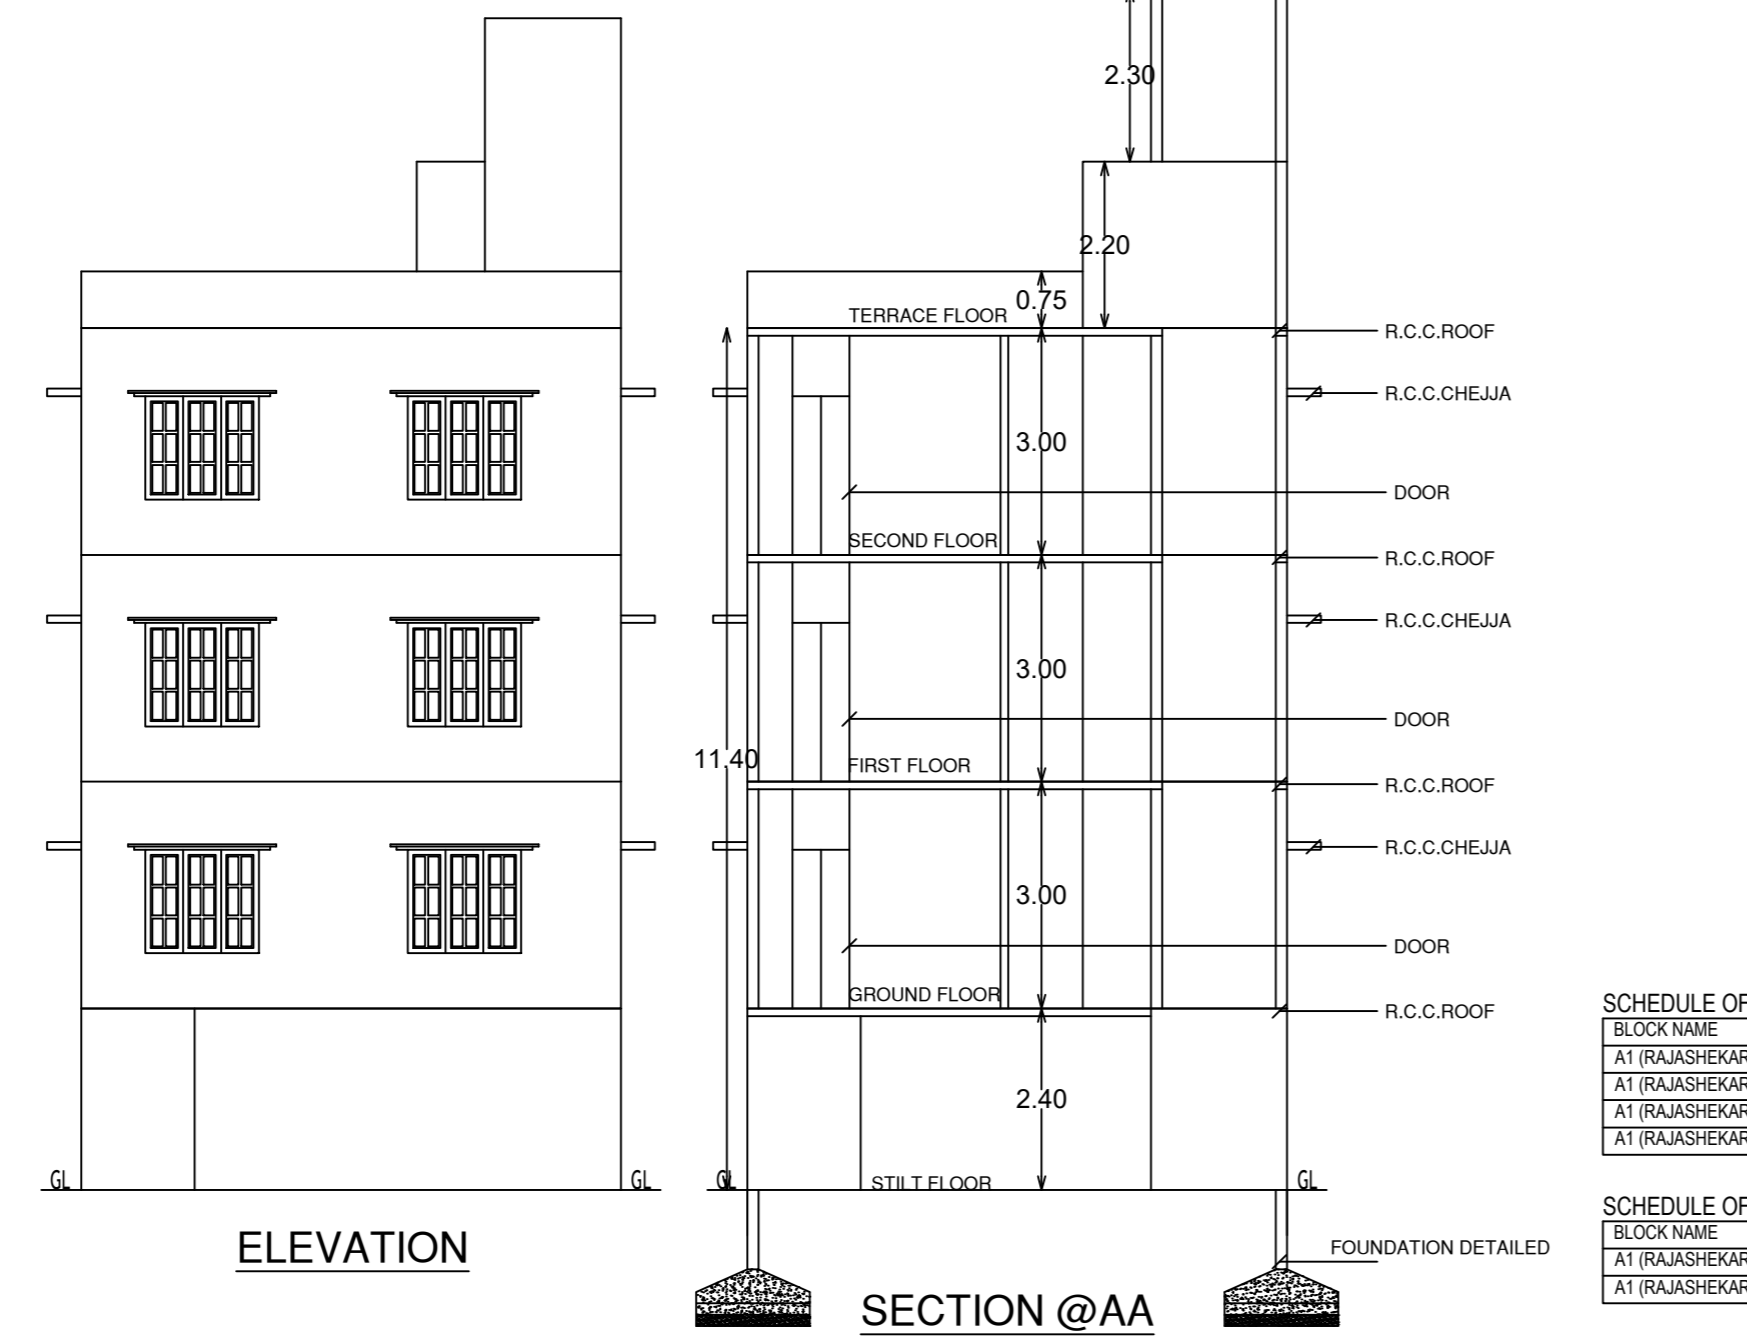 2.30
2.20
0.75
TERRACE FLOOR
R.C.C.ROOF
R.C.C.CHEJJA
3.00
DOOR
SECOND FLOOR
R.C.C.ROOF
R.C.C.CHEJJA
3.00
DOOR
11.40
FIRST FLOOR
R.C.C.ROOF
R.C.C.CHEJJA
3.00
DOOR
GROUND FLOOR
R.C.C.ROOF
2.40
GL
GL
GL
STILT FLOOR
GL
ELEVATION
FOUNDATION DETAILED
SECTION @AA
SCHEDULE OF
BLOCK NAME
A1 (RAJASHEKAR
A1 (RAJASHEKAR
A1 (RAJASHEKAR
A1 (RAJASHEKAR
SCHEDULE OF
BLOCK NAME
A1 (RAJASHEKAR
A1 (RAJASHEKAR